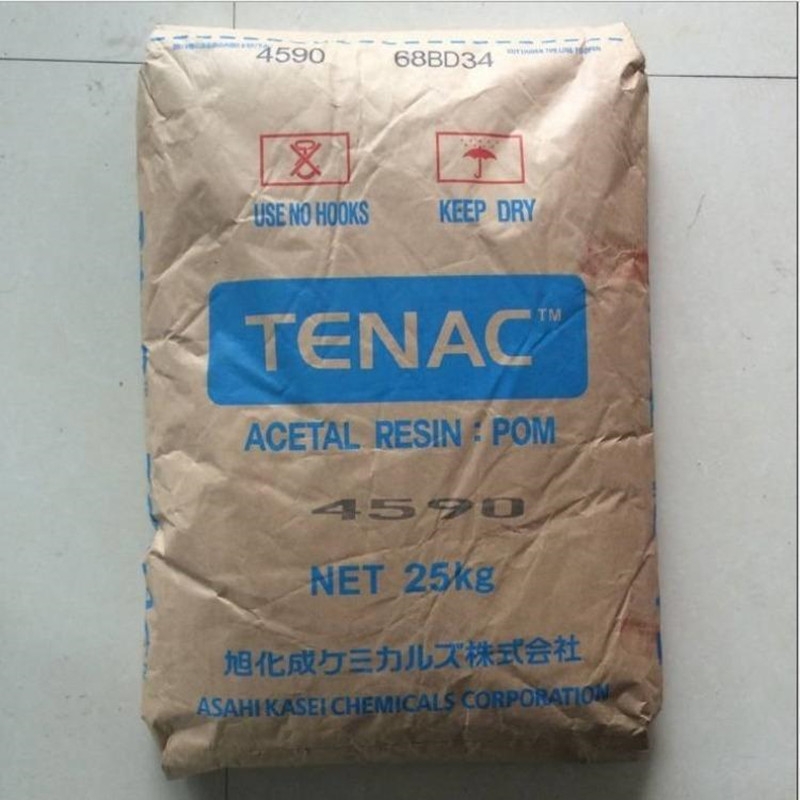 4590 68BD34
USE NO HOOKS KEEP DRY
TENAC™
ACETAL RESIN : POM
4590
NET 25kg
旭化成ケミカルズ株式会社
ASAHI KASEI CHEMICALS CORPORATION